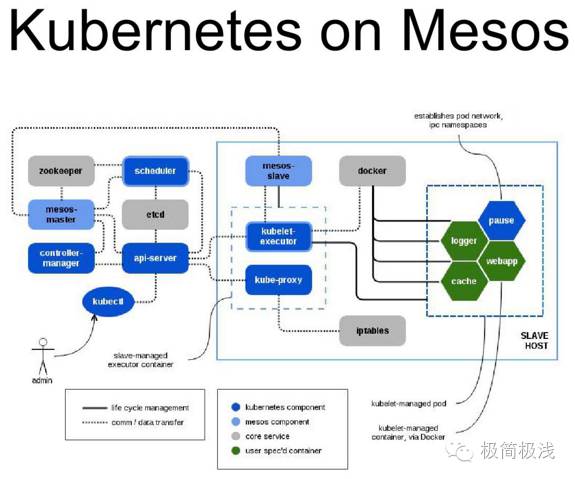 Kubernetes on Mesos
establishes pod network,
ipc namespaces
zookeeper
scheduler
mesos-
slave
docker
mesos-
master
etcd
pause
kubelet-
executor
logger
controller-
manager
api-server
webapp
kube-proxy
cache
kubectl
iptables
SLAVE
HOST
admin
slave-managed
executor container
life cycle management
comm / data transfer
kubernetes component
mesos component
core service
user spec'd container
kubelet-managed pod
kubelet-managed
container, via Docker
极简极浅